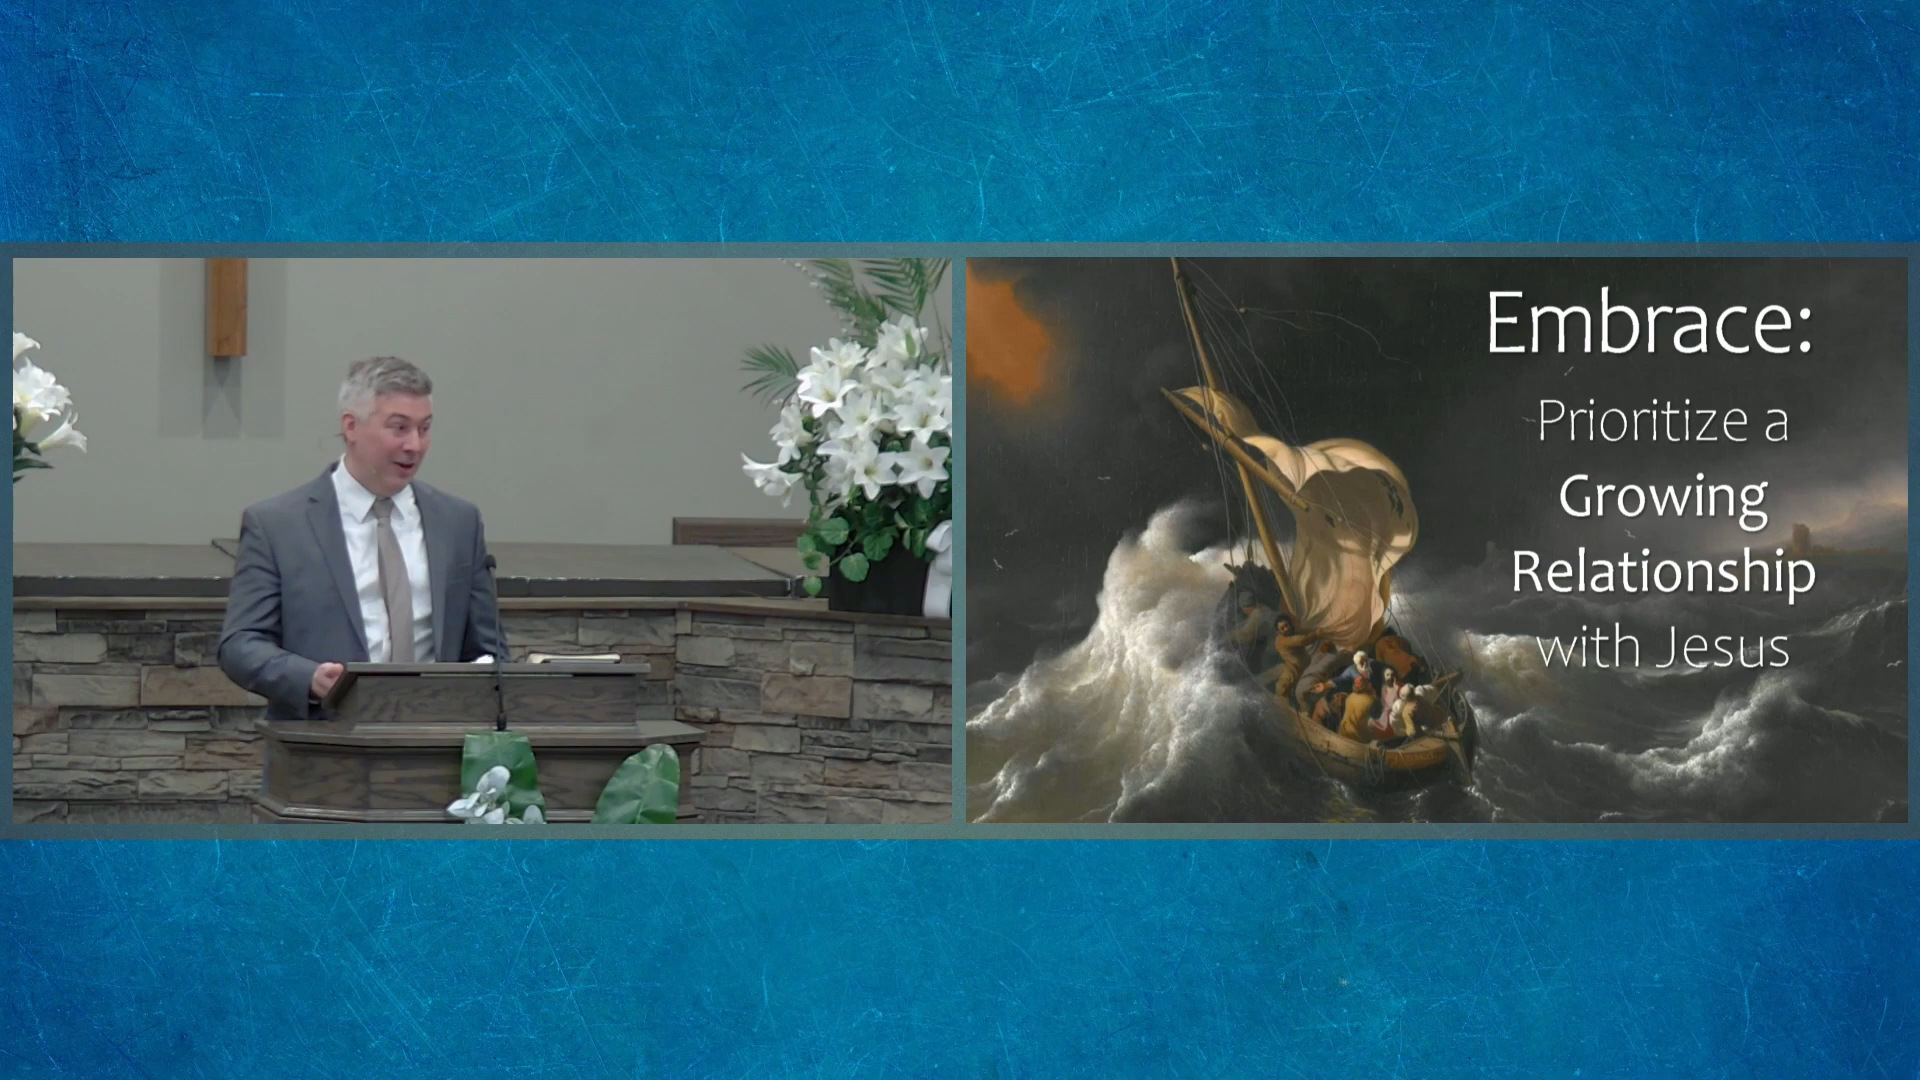 Embrace:
Prioritize a
Growing
Relationship
with Jesus